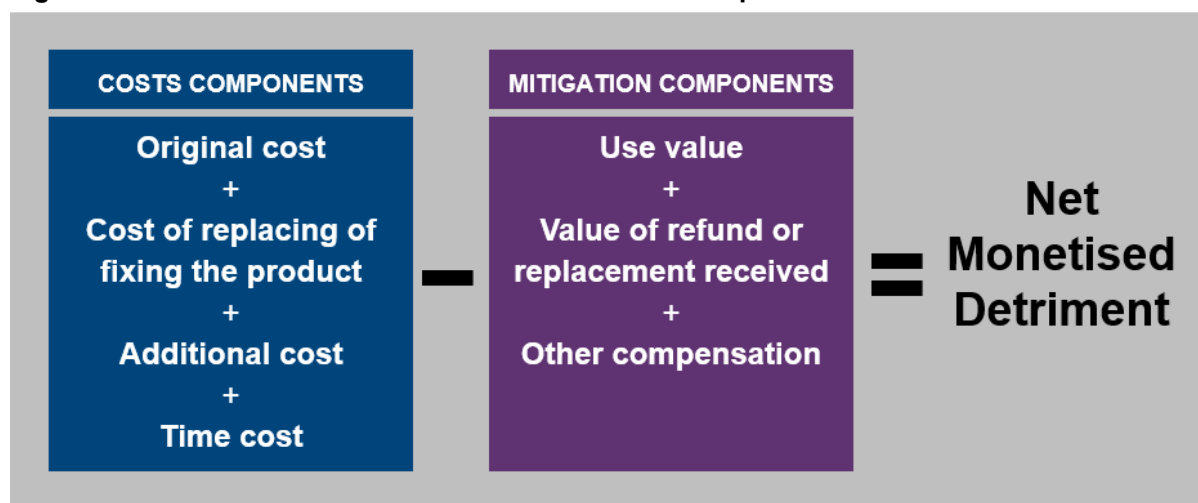 COSTS COMPONENTS
Original cost
+
Cost of replacing of
fixing the product
+
Additional cost
+
Time cost
-
MITIGATION COMPONENTS
Use value
+
Value of refund or
replacement received
+
Other compensation
=
Net
Monetised
Detriment